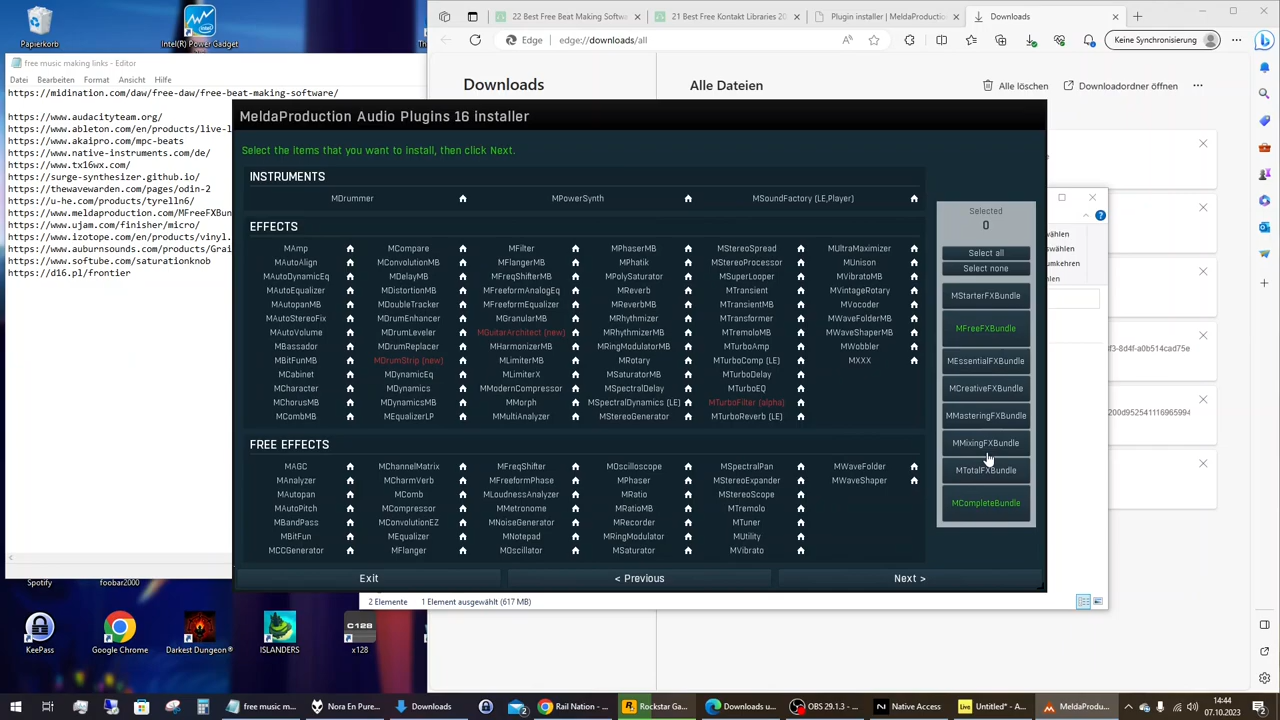 Papierkorb
Intel(R) Power Gadget
22 Best Free Beat Making Softwa
21 Best Free Kontakt Libraries 20
Plugin installer | MeldaProduction
Downloads
Edge
edge://downloads/all
Keine Synchronisierung
Downloads
Alle Dateien
Alle löschen
Downloadordner öffnen
free music making links - Editor
Datei Bearbeiten Format Ansicht Hilfe
https://midination.com/daw/free-daw/free-beat-making-software/
https://www.audacityteam.org/
https://www.ableton.com/en/products/live-l
https://www.akaipro.com/mpc-beats
https://www.native-instruments.com/de/
https://www.tx16wx.com/
https://surge-synthesizer.github.io/
https://thewavewarden.com/pages/odin-2
https://u-he.com/products/tyrelln6/
https://www.meldaproduction.com/MFreeFXBun
https://www.ujam.com/finisher/micro/
https://www.izotope.com/en/products/vinyl.
https://www.auburnsounds.com/products/Grai
https://www.softube.com/saturationknob
https://d16.pl/frontier
MeldaProduction Audio Plugins 16 installer
Select the items that you want to install, then click Next.
INSTRUMENTS
MDrummer MPowerSynth MSoundFactory (LE,Player)
EFFECTS
MAmp MCompare MFilter MPhaserMB MStereoSpread MUltraMaximizer
MAutoAlign MConvolutionMB MFlangerMB MPhatik MStereoProcessor MUnison
MAutoDynamicEq MDelayMB MFreqShifterMB MPolySaturator MSuperLooper MVibratoMB
MAutoEqualizer MDistortionMB MFreeformAnalogEq MReverb MTransient MVintageRotary
MAutopanMB MDoubleTracker MFreeformEqualizer MReverbMB MTransientMB MVocoder
MAutoStereoFix MDrumEnhancer MGranularMB MRhythmizer MTransformer MWaveFolderMB
MAutoVolume MDrumLeveler MGuitarArchitect (new) MRhythmizerMB MTremoloMB MWaveShaperMB
MBassador MDrumReplacer MHarmonizerMB MRingModulatorMB MTurboAmp MWobbler
MBitFunMB MDrumStrip (new) MLimiterMB MRotary MTurboComp (LE) MXXX
MCabinet MDynamicEq MLimiterX MSaturatorMB MTurboDelay
MCharacter MDynamics MModernCompressor MSpectralDelay MTurboEQ
MChorusMB MDynamicsMB MMorph MSpectralDynamics (LE) MTurboFilter (alpha)
MCombMB MEqualizerLP MMultiAnalyzer MStereoGenerator MTurboReverb (LE)
FREE EFFECTS
MAGC MChannelMatrix MFreqShifter MOscilloscope MSpectralPan MWaveFolder
MAnalyzer MCharmVerb MFreeformPhase MPhaser MStereoExpander MWaveShaper
MAutopan MComb MLoudnessAnalyzer MRatio MStereoScope
MAutoPitch MCompressor MMetronome MRatioMB MTremolo
MBandPass MConvolutionEZ MNoiseGenerator MRecorder MTuner
MBitFun MEqualizer MNotepad MRingModulator MUtility
MCCGenerator MFlanger MOscillator MSaturator MVibrato
Selected
0
Select all
Select none
MStarterFXBundle
MFreeFXBundle
MEssentialFXBundle
MCreativeFXBundle
MMasteringFXBundle
MMixingFXBundle
MTotalFXBundle
MCompleteBundle
Exit
< Previous
Next >
ählen
swählen
umkehren
hen
f3-8d4f-a0b514cad75e
200d952541116965994
2 Elemente
1 Element ausgewählt (617 MB)
Spotify
foobar2000
KeePass
Google Chrome
Darkest Dungeon®
ISLANDERS
C128
x128
free music m...
Nora En Pure...
Downloads
Rail Nation -...
Rockstar Ga...
Downloads u...
OBS 29.1.3 -...
Native Access
Live
Untitled* - A...
MeldaProduc...
14:44
07.10.2023